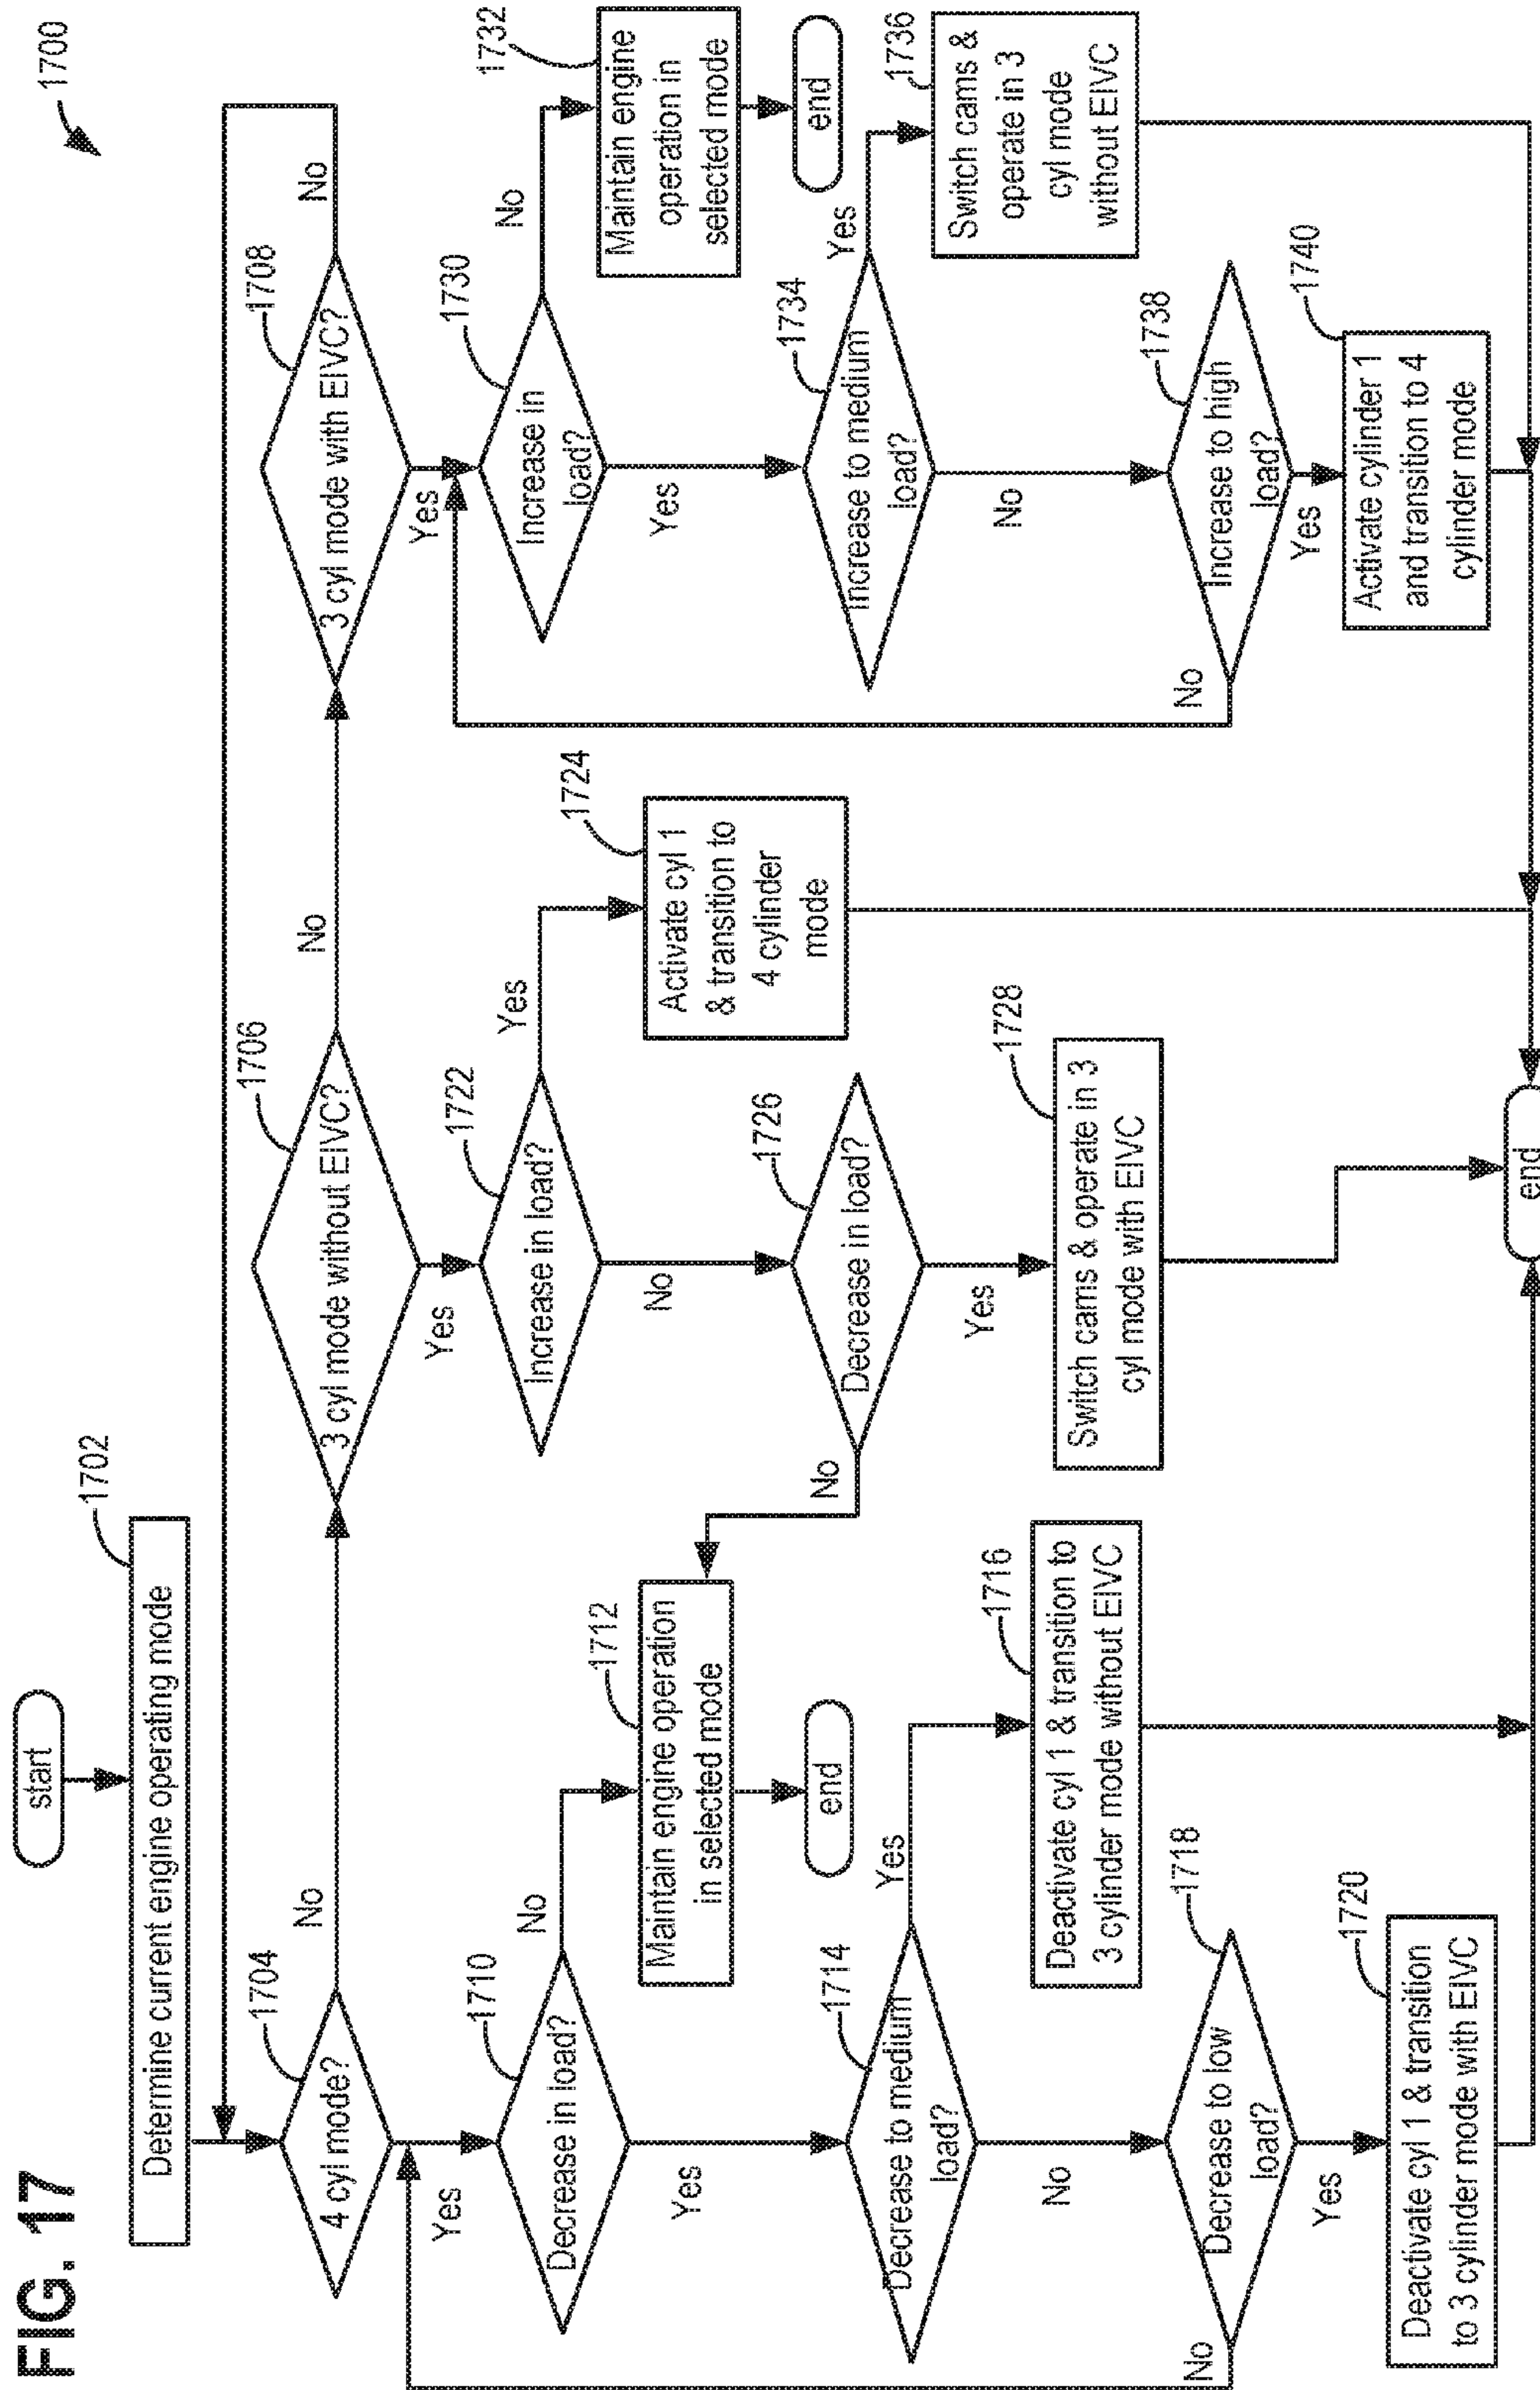 FIG. 17
1700
start
1702
Determine current engine operating mode
1704
4 cyl mode?
No
1706
3 cyl mode without EIVC?
No
1708
3 cyl mode with EIVC?
No
Yes
1710
Decrease in load?
No
1712
Maintain engine operation
in selected mode
end
Yes
1714
Decrease to medium
load?
Yes
1716
Deactivate cyl 1 & transition to
3 cylinder mode without EIVC
No
1718
Decrease to low
load?
No
Yes
1720
Deactivate cyl 1 & transition
to 3 cylinder mode with EIVC
Yes
1722
Increase in load?
Yes
1724
Activate cyl 1
& transition to
4 cylinder
mode
No
1726
Decrease in load?
No
Yes
1728
Switch cams & operate in 3
cyl mode with EIVC
Yes
1730
Increase in
load?
No
1732
Maintain engine
operation in
selected mode
end
Yes
1734
Increase to medium
load?
Yes
1736
Switch cams &
operate in 3
cyl mode
without EIVC
No
1738
Increase to high
load?
No
Yes
1740
Activate cylinder 1
and transition to 4
cylinder mode
end